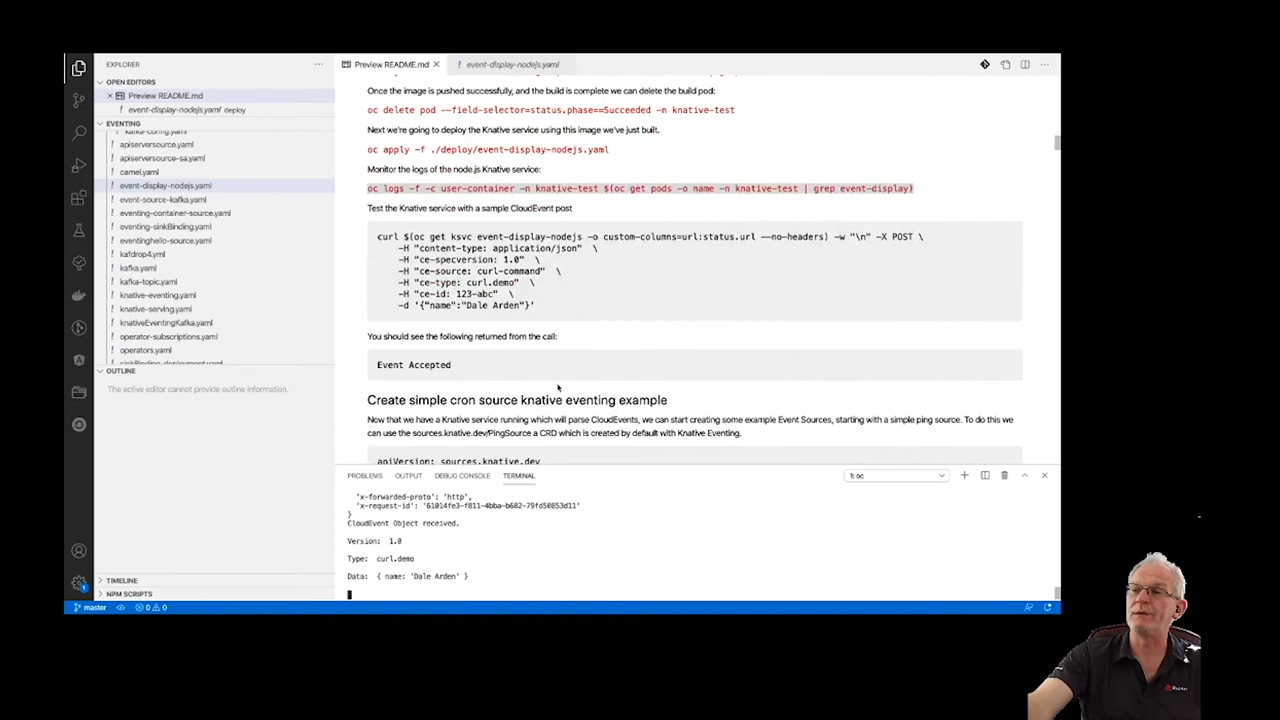 EXPLORER
OPEN EDITORS
Preview README.md
event-display-nodejs.yaml deploy
EVENTING
kafka-config.yaml
apiserversource.yaml
apiserversource-sa.yaml
camel.yaml
event-display-nodejs.yaml
event-source-kafka.yaml
eventing-container-source.yaml
eventing-sinkBinding.yaml
eventinghello-source.yaml
kafdrop4.yml
kafka.yaml
kafka-topic.yaml
knative-eventing.yaml
knative-serving.yaml
knativeEventingKafka.yaml
operator-subscriptions.yaml
operators.yaml
sinkBinding-deployment.yaml
OUTLINE
The active editor cannot provide outline information.
TIMELINE
NPM SCRIPTS
master
0 0
1
Preview README.md
event-display-nodejs.yaml
Once the image is pushed successfully, and the build is complete we can delete the build pod:
oc delete pod --field-selector=status.phase==Succeeded -n knative-test
Next we're going to deploy the Knative service using this image we've just built.
oc apply -f ./deploy/event-display-nodejs.yaml
Monitor the logs of the node.js Knative service:
oc logs -f -c user-container -n knative-test $(oc get pods -o name -n knative-test | grep event-display)
Test the Knative service with a sample CloudEvent post
curl $(oc get ksvc event-display-nodejs -o custom-columns=url:status.url --no-headers) -w "\n" -X POST \
-H "content-type: application/json" \
-H "ce-specversion: 1.0" \
-H "ce-source: curl-command" \
-H "ce-type: curl.demo" \
-H "ce-id: 123-abc" \
-d '{"name":"Dale Arden"}'
You should see the following returned from the call:
Event Accepted
Create simple cron source knative eventing example
Now that we have a Knative service running which will parse CloudEvents, we can start creating some example Event Sources, starting with a simple ping source. To do this we
can use the sources.knative.dev/PingSource a CRD which is created by default with Knative Eventing.
apiVersion: sources.knative.dev
PROBLEMS OUTPUT DEBUG CONSOLE TERMINAL
1: oc
'x-forwarded-proto': 'http',
'x-request-id': '61014fe3-f811-4bba-b682-79fd50853d11'
}
CloudEvent Object received.
Version: 1.0
Type: curl.demo
Data: { name: 'Dale Arden' }